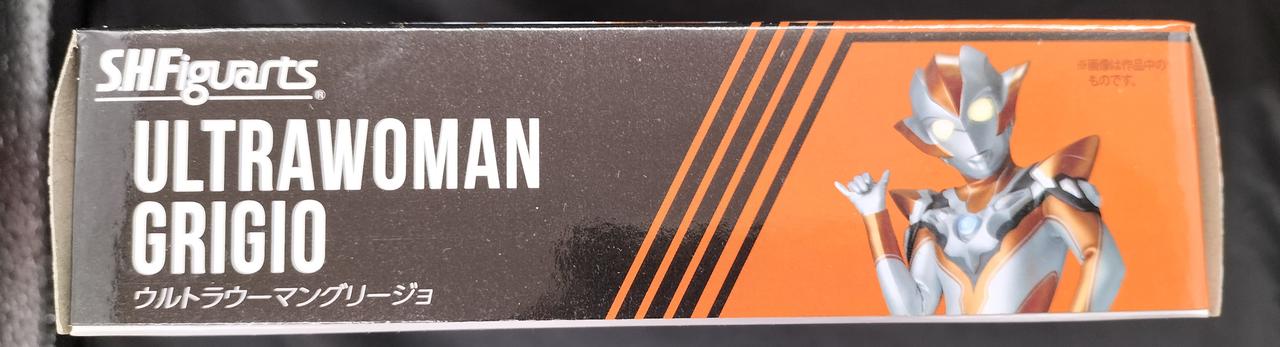 S.H.Figuarts®
ULTRAWOMAN
GRIGIO
ウルトラウーマングリージョ
※画像は作品中の
ものです。